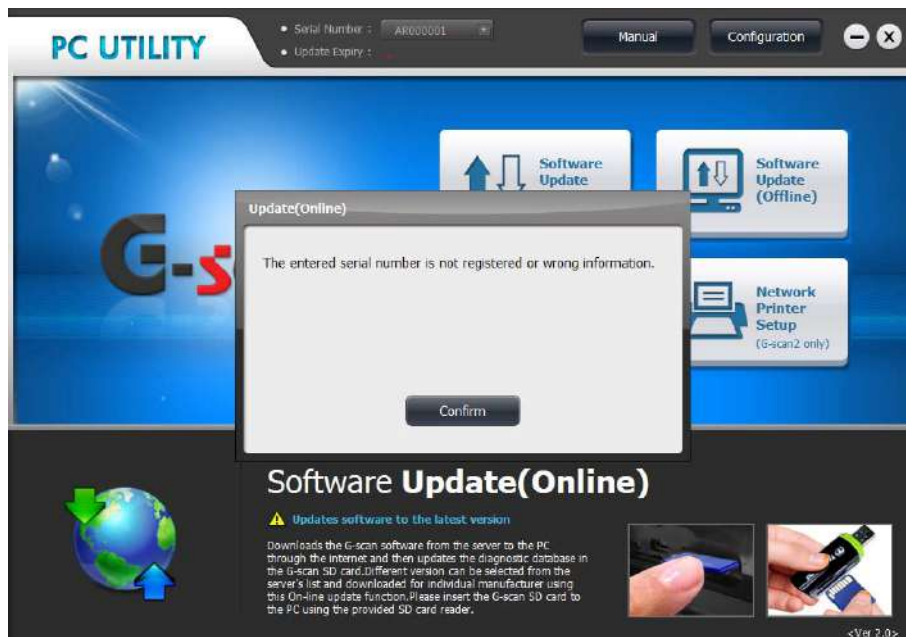 PC UTILITY
• Serial Number : AR000001
• Update Expiry :
Manual
Configuration
Software
Update
Software
Update
(Offline)
G-s
Update(Online)
The entered serial number is not registered or wrong information.
Confirm
Network
Printer
Setup
(G-scan2 only)
Software Update(Online)
Updates software to the latest version
Downloads the G-scan software from the server to the PC
through the internet and then updates the diagnostic database in
the G-scan SD card.Different version can be selected from the
server's list and downloaded for individual manufacturer using
this On-line update function.Please insert the G-scan SD card to
the PC using the provided SD card reader.
<Ver 2.0>